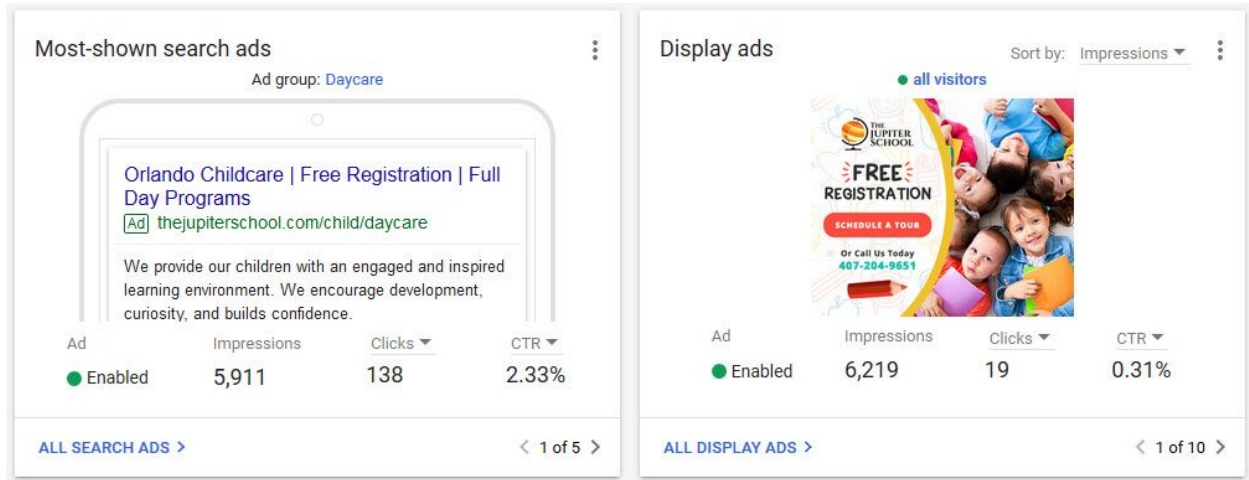 Most-shown search ads
Ad group: Daycare
Orlando Childcare | Free Registration | Full
Day Programs
Ad thejupiterschool.com/child/daycare
We provide our children with an engaged and inspired
learning environment. We encourage development,
curiosity, and builds confidence.
Ad Impressions Clicks CTR
Enabled 5,911 138 2.33%
ALL SEARCH ADS > < 1 of 5 >
Display ads
Sort by: Impressions
all visitors
THE
JUPITER
SCHOOL
FREE
REGISTRATION
SCHEDULE A TOUR
Or Call Us Today
407-204-9651
Ad Impressions Clicks CTR
Enabled 6,219 19 0.31%
ALL DISPLAY ADS > < 1 of 10 >